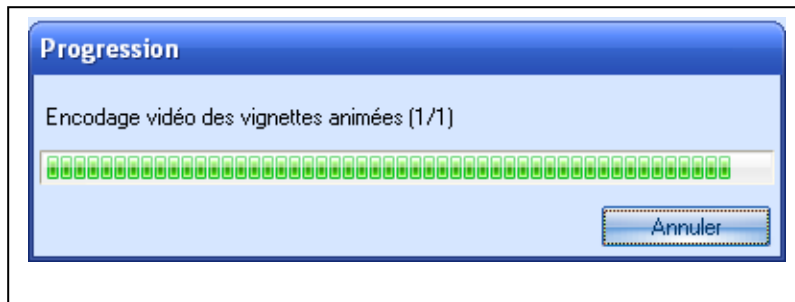 Progression
Encodage vidéo des vignettes animées (1/1)
Annuler